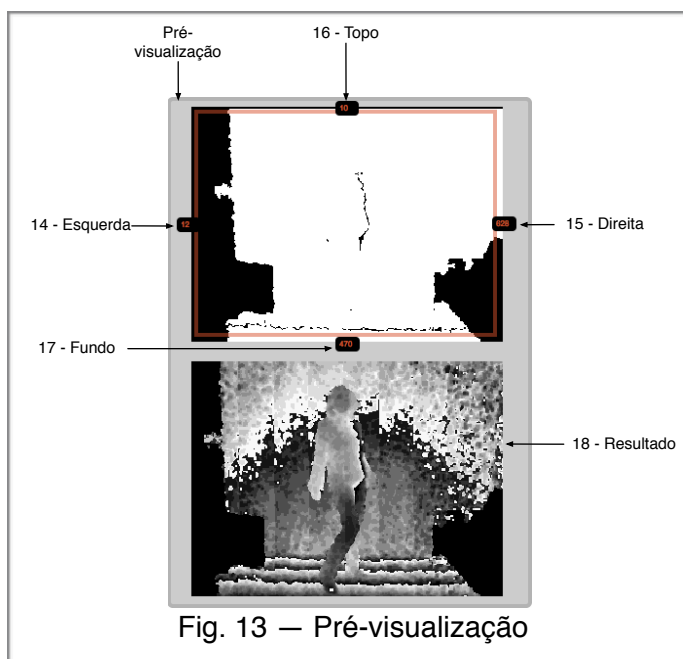 Pré-
visualização
16 - Topo
10
14 - Esquerda
12
628
15 - Direita
17 - Fundo
470
18 - Resultado
Fig. 13 — Pré-visualização